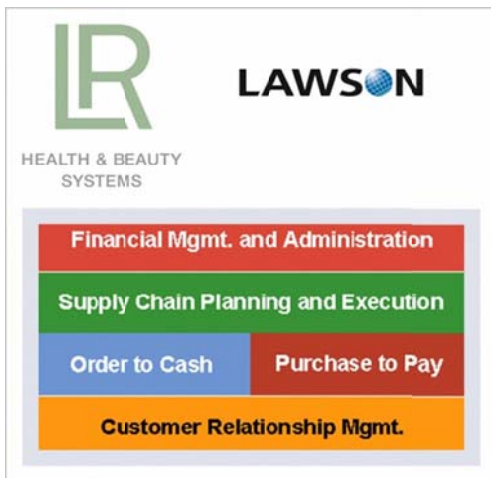 LR
LAWSON
HEALTH & BEAUTY
SYSTEMS
Financial Mgmt. and Administration
Supply Chain Planning and Execution
Order to Cash
Purchase to Pay
Customer Relationship Mgmt.